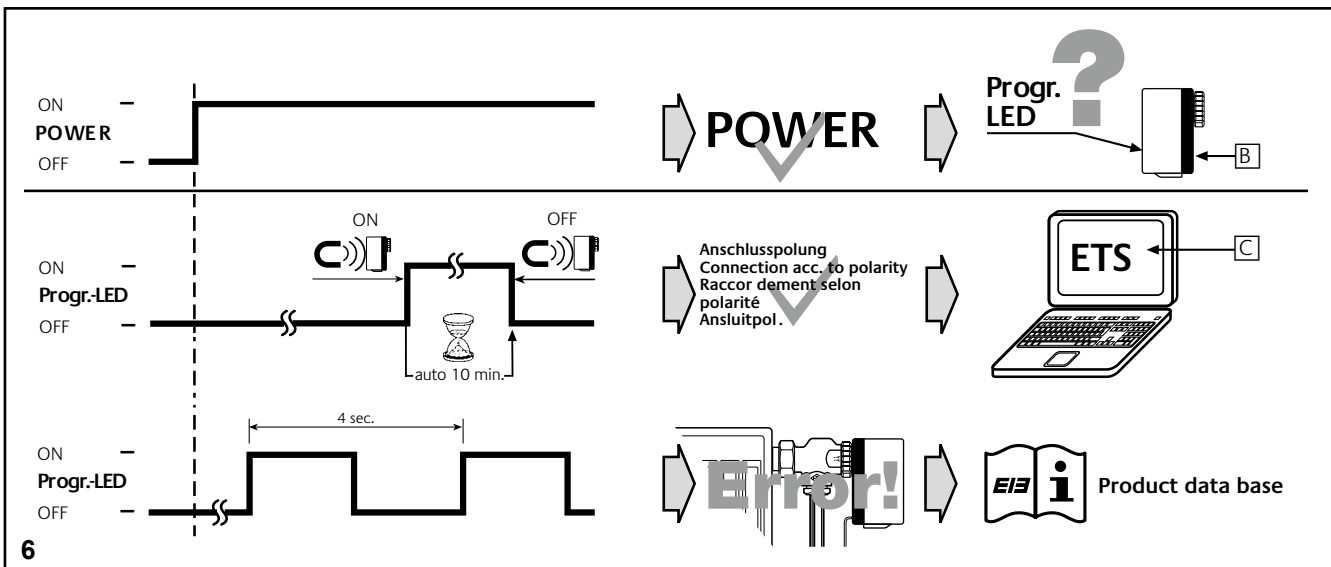 ON
POWER
OFF
POWER
Progr.
LED
?
B
ON
OFF
ON
Progr.-LED
OFF
auto 10 min.
Anschlusspolung
Connection acc. to polarity
Raccor dement selon
polarité
Ansluitpol.
ETS
C
4 sec.
ON
Progr.-LED
OFF
Error!
EIB
i
Product data base
6